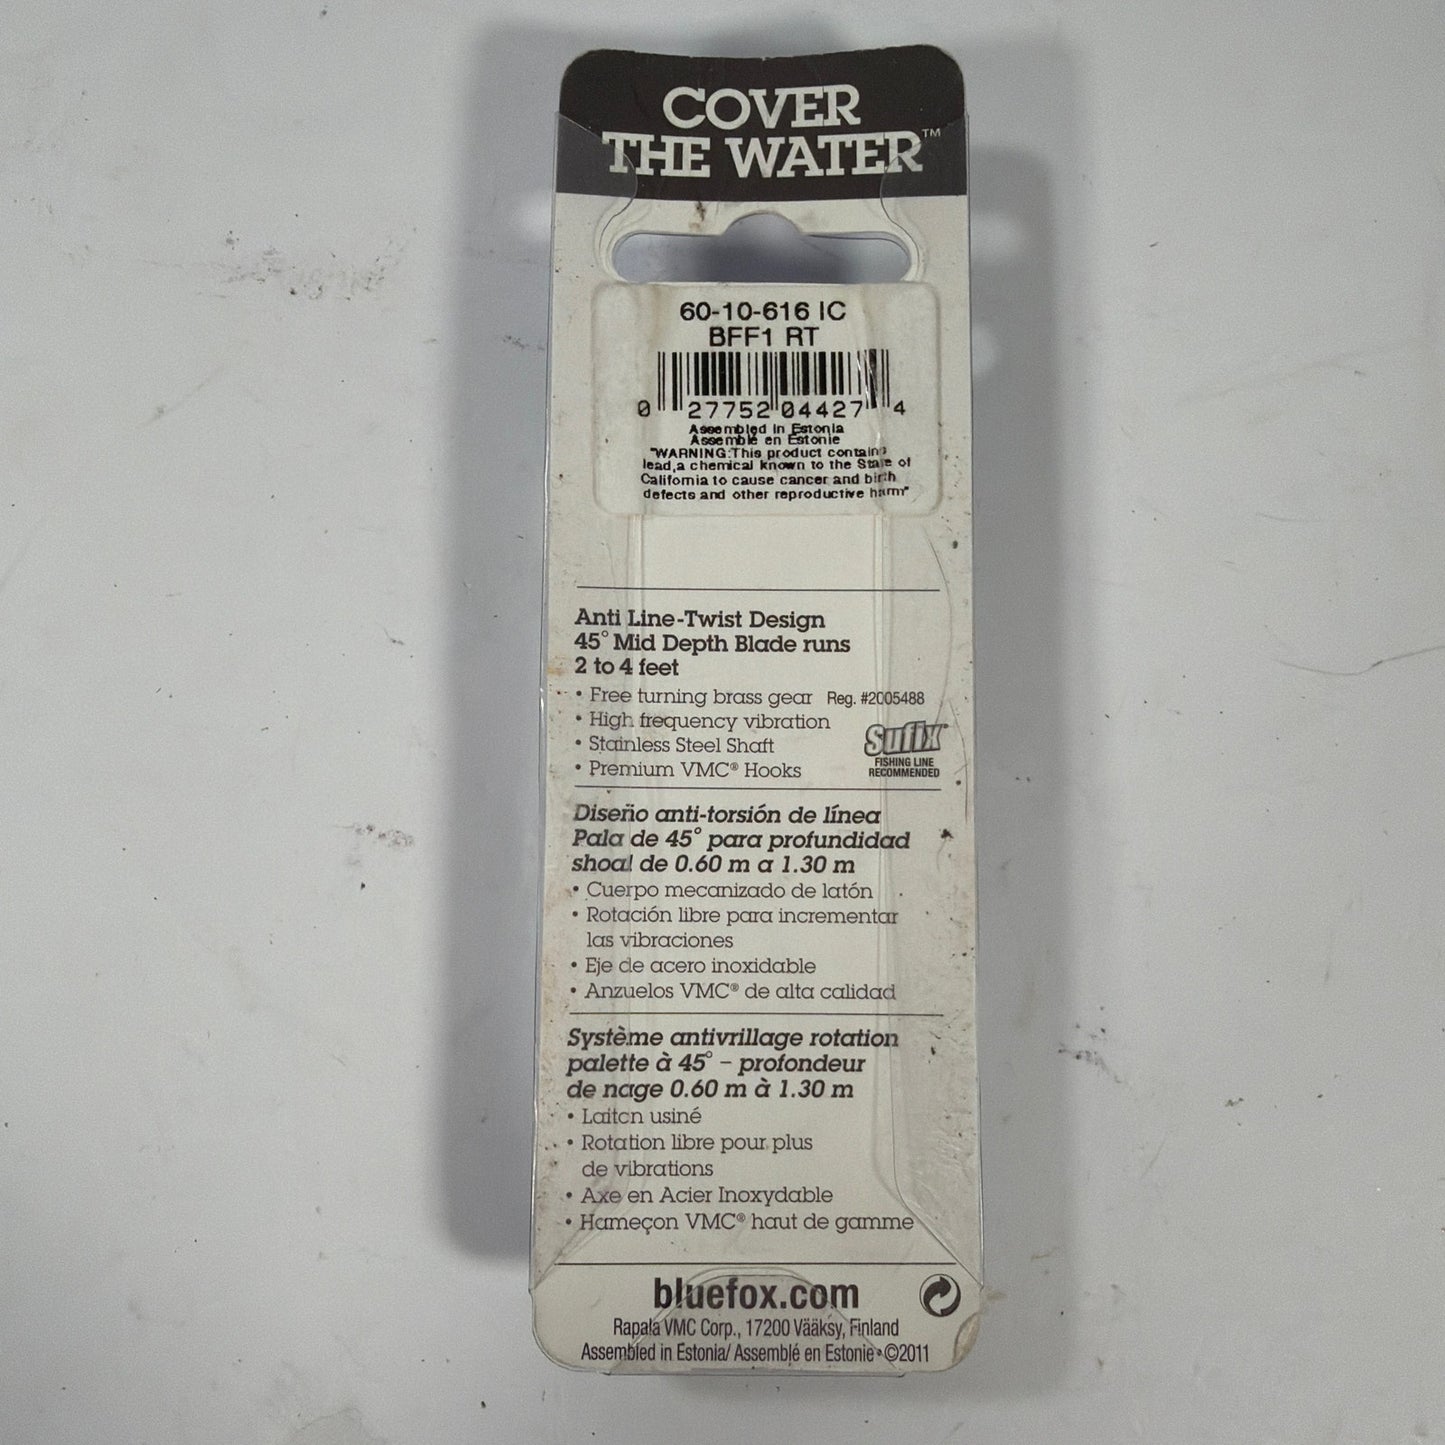 COVER
THE WATER™
60-10-616 IC
BFF1 RT
0 27752 04427 4
Assembled in Estonia
Assemblé en Estonie
"WARNING:This product contains
lead,a chemical known to the State of
California to cause cancer and birth
defects and other reproductive harm"
Anti Line-Twist Design
45° Mid Depth Blade runs
2 to 4 feet
• Free turning brass gear Reg. #2005488
• High frequency vibration
• Stainless Steel Shaft
• Premium VMC® Hooks
Sufix
FISHING LINE
RECOMMENDED
Diseño anti-torsión de línea
Pala de 45° para profundidad
shoal de 0.60 m a 1.30 m
• Cuerpo mecanizado de latón
• Rotación libre para incrementar
las vibraciones
• Eje de acero inoxidable
• Anzuelos VMC® de alta calidad
Système antivrillage rotation
palette à 45° – profondeur
de nage 0.60 m à 1.30 m
• Laiton usiné
• Rotation libre pour plus
de vibrations
• Axe en Acier Inoxydable
• Hameçon VMC® haut de gamme
bluefox.com
Rapala VMC Corp., 17200 Vääksy, Finland
Assembled in Estonia/ Assemblé en Estonie • ©2011